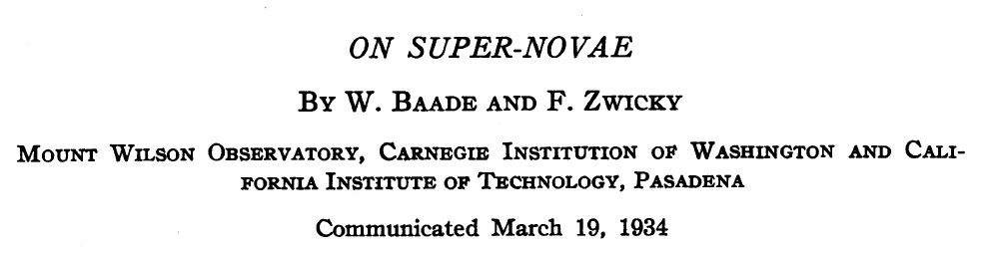 ON SUPER-NOVAE
BY W. BAADE AND F. ZWICKY
MOUNT WILSON OBSERVATORY, CARNEGIE INSTITUTION OF WASHINGTON AND CALI-
FORNIA INSTITUTE OF TECHNOLOGY, PASADENA
Communicated March 19, 1934